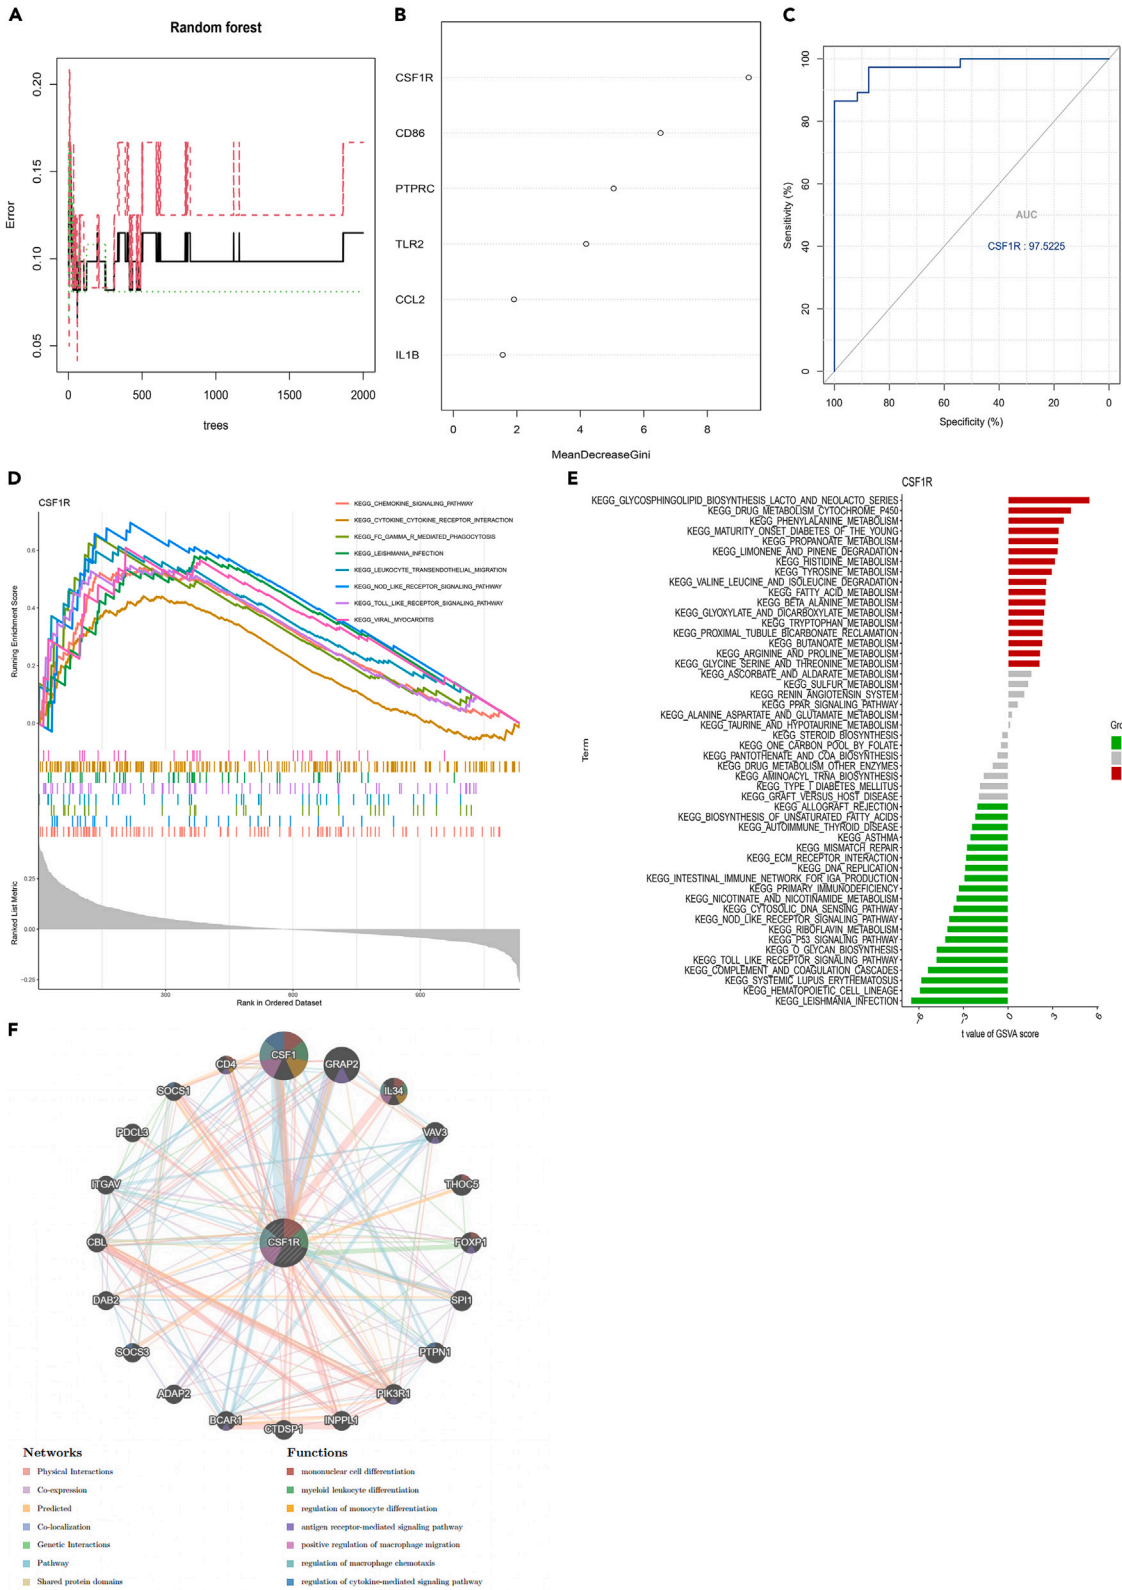 A
Random forest
Error
0.05
0.10
0.15
0.20
0
500
1000
1500
2000
trees
B
CSF1R
CD86
PTPRC
TLR2
CCL2
IL1B
0
2
4
6
8
MeanDecreaseGini
C
Sensitivity (%)
100
80
60
40
20
0
AUC
CSF1R : 97.5225
100
80
60
40
20
0
Specificity (%)
D
CSF1R
KEGG_CHEMOKINE_SIGNALING_PATHWAY
KEGG_CYTOKINE_CYTOKINE_RECEPTOR_INTERACTION
KEGG_FC_GAMMA_R_MEDIATED_PHAGOCYTOSIS
KEGG_LEISHMANIA_INFECTION
KEGG_LEUKOCYTE_TRANSENDOTHELIAL_MIGRATION
KEGG_NOD_LIKE_RECEPTOR_SIGNALING_PATHWAY
KEGG_TOLL_LIKE_RECEPTOR_SIGNALING_PATHWAY
KEGG_VIRAL_MYOCARDITIS
Running Enrichment Score
0.6
0.4
0.2
0.0
Ranked List Metric
0.25
0.00
−0.25
300
600
900
Rank in Ordered Dataset
E
CSF1R
KEGG_GLYCOSPHINGOLIPID_BIOSYNTHESIS_LACTO_AND_NEOLACTO_SERIES
KEGG_DRUG_METABOLISM_CYTOCHROME_P450
KEGG_PHENYLALANINE_METABOLISM
KEGG_MATURITY_ONSET_DIABETES_OF_THE_YOUNG
KEGG_PROPANOATE_METABOLISM
KEGG_LIMONENE_AND_PINENE_DEGRADATION
KEGG_HISTIDINE_METABOLISM
KEGG_TYROSINE_METABOLISM
KEGG_VALINE_LEUCINE_AND_ISOLEUCINE_DEGRADATION
KEGG_FATTY_ACID_METABOLISM
KEGG_BETA_ALANINE_METABOLISM
KEGG_GLYOXYLATE_AND_DICARBOXYLATE_METABOLISM
KEGG_TRYPTOPHAN_METABOLISM
KEGG_PROXIMAL_TUBULE_BICARBONATE_RECLAMATION
KEGG_BUTANOATE_METABOLISM
KEGG_ARGININE_AND_PROLINE_METABOLISM
KEGG_GLYCINE_SERINE_AND_THREONINE_METABOLISM
KEGG_ASCORBATE_AND_ALDARATE_METABOLISM
KEGG_SULFUR_METABOLISM
KEGG_RENIN_ANGIOTENSIN_SYSTEM
KEGG_PPAR_SIGNALING_PATHWAY
KEGG_ALANINE_ASPARTATE_AND_GLUTAMATE_METABOLISM
KEGG_TAURINE_AND_HYPOTAURINE_METABOLISM
KEGG_STEROID_BIOSYNTHESIS
KEGG_ONE_CARBON_POOL_BY_FOLATE
KEGG_PANTOTHENATE_AND_COA_BIOSYNTHESIS
KEGG_DRUG_METABOLISM_OTHER_ENZYMES
KEGG_AMINOACYL_TRNA_BIOSYNTHESIS
KEGG_TYPE_I_DIABETES_MELLITUS
KEGG_GRAFT_VERSUS_HOST_DISEASE
KEGG_ALLOGRAFT_REJECTION
KEGG_BIOSYNTHESIS_OF_UNSATURATED_FATTY_ACIDS
KEGG_AUTOIMMUNE_THYROID_DISEASE
KEGG_ASTHMA
KEGG_MISMATCH_REPAIR
KEGG_ECM_RECEPTOR_INTERACTION
KEGG_DNA_REPLICATION
KEGG_INTESTINAL_IMMUNE_NETWORK_FOR_IGA_PRODUCTION
KEGG_PRIMARY_IMMUNODEFICIENCY
KEGG_NICOTINATE_AND_NICOTINAMIDE_METABOLISM
KEGG_CYTOSOLIC_DNA_SENSING_PATHWAY
KEGG_NOD_LIKE_RECEPTOR_SIGNALING_PATHWAY
KEGG_RIBOFLAVIN_METABOLISM
KEGG_P53_SIGNALING_PATHWAY
KEGG_O_GLYCAN_BIOSYNTHESIS
KEGG_TOLL_LIKE_RECEPTOR_SIGNALING_PATHWAY
KEGG_COMPLEMENT_AND_COAGULATION_CASCADES
KEGG_SYSTEMIC_LUPUS_ERYTHEMATOSUS
KEGG_HEMATOPOIETIC_CELL_LINEAGE
KEGG_LEISHMANIA_INFECTION
Term
−6
−3
0
3
6
t value of GSVA score
Gro
F
CSF1
GRAP2
CD4
IL34
SOCS1
PDCL3
VAV3
ITGAV
THOC5
CBL
CSF1R
FOXP1
DAB2
SPI1
SOCS3
PTPN1
ADAP2
PIK3R1
BCAR1
CTDSP1
INPPL1
Networks
Physical Interactions
Co-expression
Predicted
Co-localization
Genetic Interactions
Pathway
Shared protein domains
Functions
mononuclear cell differentiation
myeloid leukocyte differentiation
regulation of monocyte differentiation
antigen receptor-mediated signaling pathway
positive regulation of macrophage migration
regulation of macrophage chemotaxis
regulation of cytokine-mediated signaling pathway